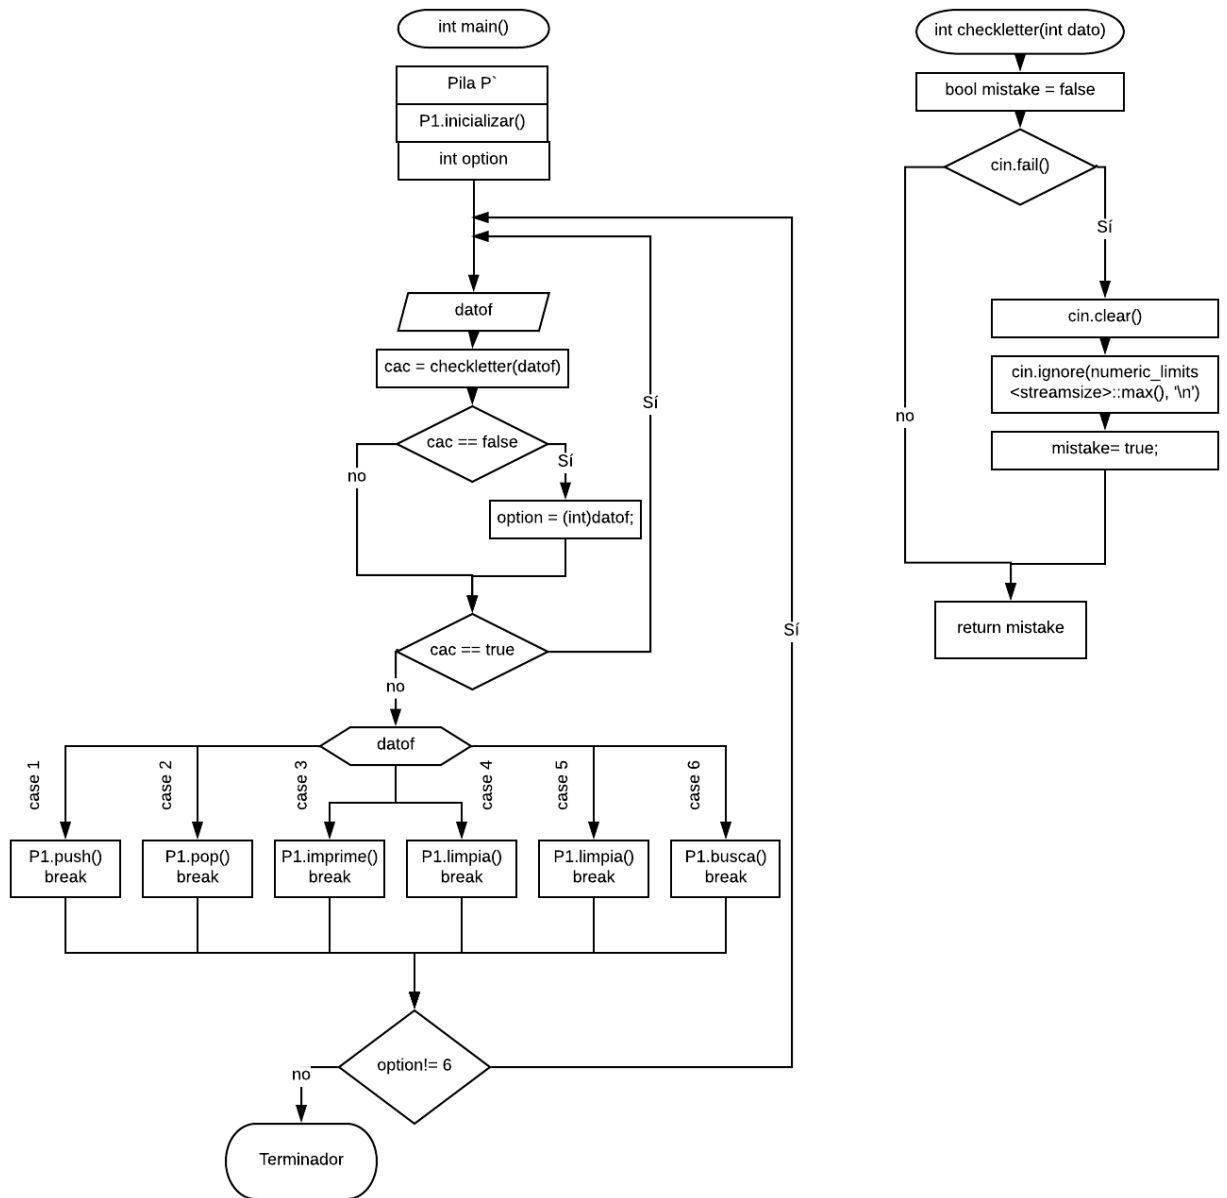 int main()
Pila P`
P1.inicializar()
int option
datof
cac = checkletter(datof)
cac == false
no
Sí
option = (int)datof;
Sí
cac == true
no
Sí
datof
case 1
case 2
case 3
case 4
case 5
case 6
P1.push()
break
P1.pop()
break
P1.imprime()
break
P1.limpia()
break
P1.limpia()
break
P1.busca()
break
option!= 6
no
Terminador
int checkletter(int dato)
bool mistake = false
cin.fail()
Sí
no
cin.clear()
cin.ignore(numeric_limits
<streamsize>::max(), '\n')
mistake= true;
return mistake